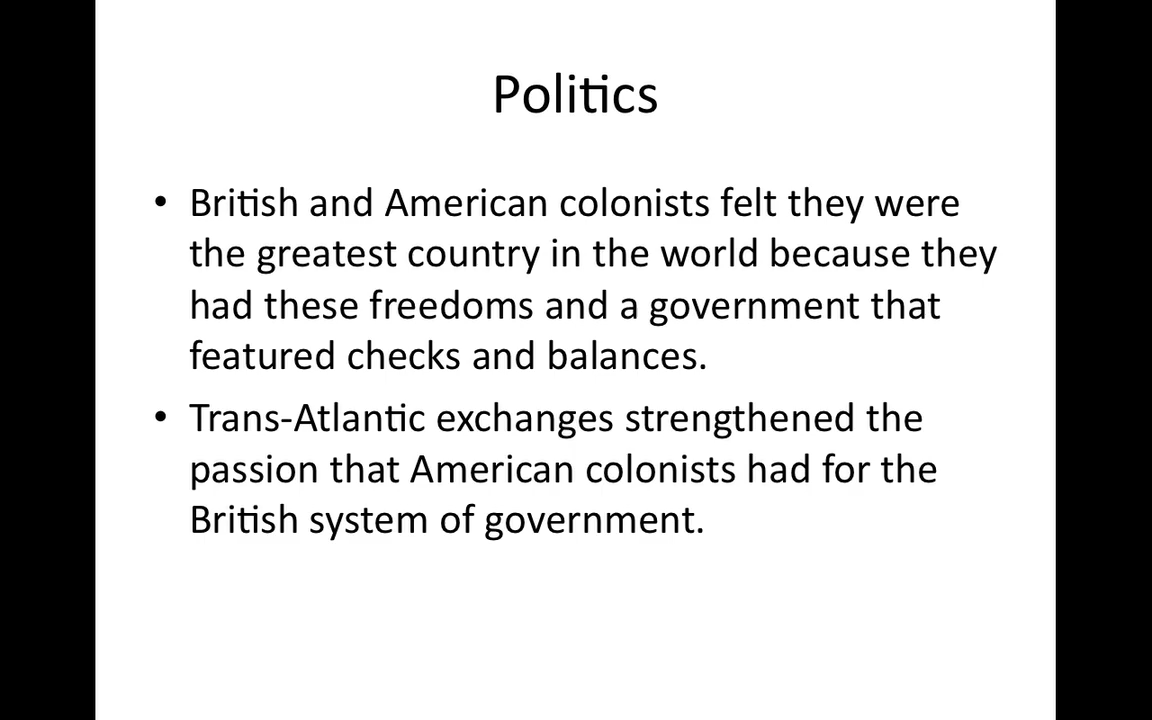 Politics
• British and American colonists felt they were
the greatest country in the world because they
had these freedoms and a government that
featured checks and balances.
• Trans-Atlantic exchanges strengthened the
passion that American colonists had for the
British system of government.